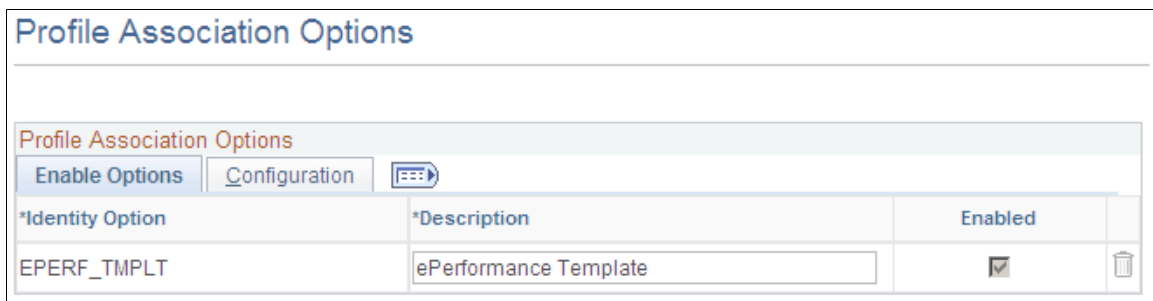 Profile Association Options
Profile Association Options
Enable Options Configuration
*Identity Option *Description Enabled
EPERF_TMPLT ePerformance Template